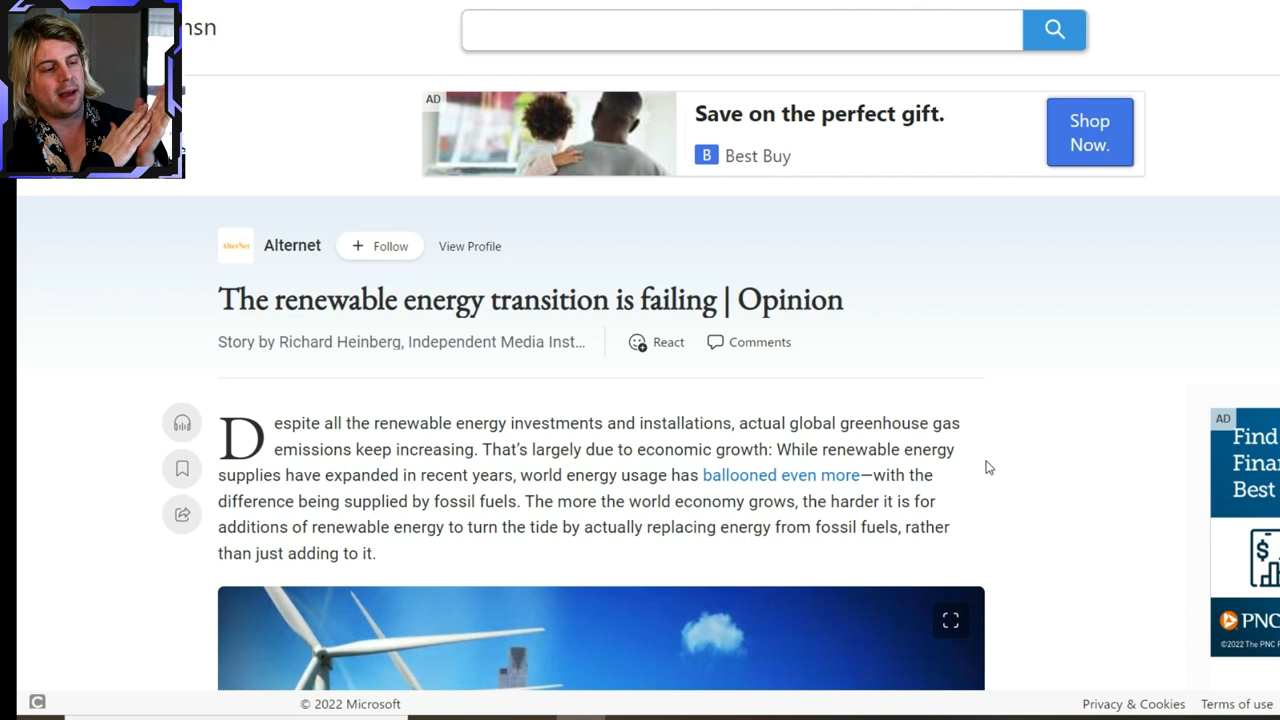 msn
AD
Save on the perfect gift.
B Best Buy
Shop
Now.
AlterNet
Alternet
+ Follow
View Profile
The renewable energy transition is failing | Opinion
Story by Richard Heinberg, Independent Media Inst...
React
Comments
Despite all the renewable energy investments and installations, actual global greenhouse gas
emissions keep increasing. That's largely due to economic growth: While renewable energy
supplies have expanded in recent years, world energy usage has ballooned even more—with the
difference being supplied by fossil fuels. The more the world economy grows, the harder it is for
additions of renewable energy to turn the tide by actually replacing energy from fossil fuels, rather
than just adding to it.
AD
Find
Finan
Best
$
PNC
©2022 The PNC F
C
© 2022 Microsoft
Privacy & Cookies
Terms of use